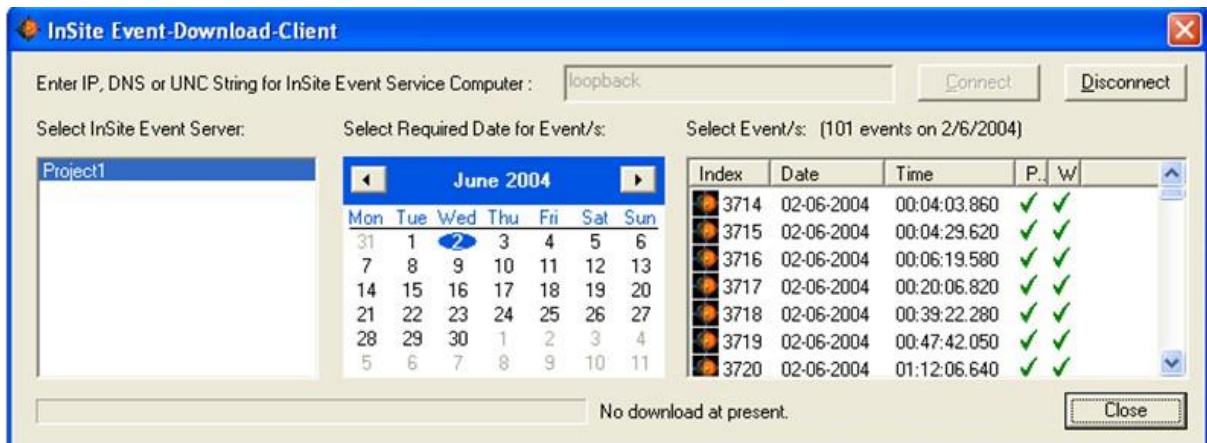 InSite Event-Download-Client
Enter IP, DNS or UNC String for InSite Event Service Computer : loopback Connect Disconnect
Select InSite Event Server:
Project1
Select Required Date for Event/s:
June 2004
Mon Tue Wed Thu Fri Sat Sun
31 1 2 3 4 5 6
7 8 9 10 11 12 13
14 15 16 17 18 19 20
21 22 23 24 25 26 27
28 29 30 1 2 3 4
5 6 7 8 9 10 11
Select Event/s: (101 events on 2/6/2004)
Index Date Time P.. W
3714 02-06-2004 00:04:03.860
3715 02-06-2004 00:04:29.620
3716 02-06-2004 00:06:19.580
3717 02-06-2004 00:20:06.820
3718 02-06-2004 00:39:22.280
3719 02-06-2004 00:47:42.050
3720 02-06-2004 01:12:06.640
No download at present.
Close